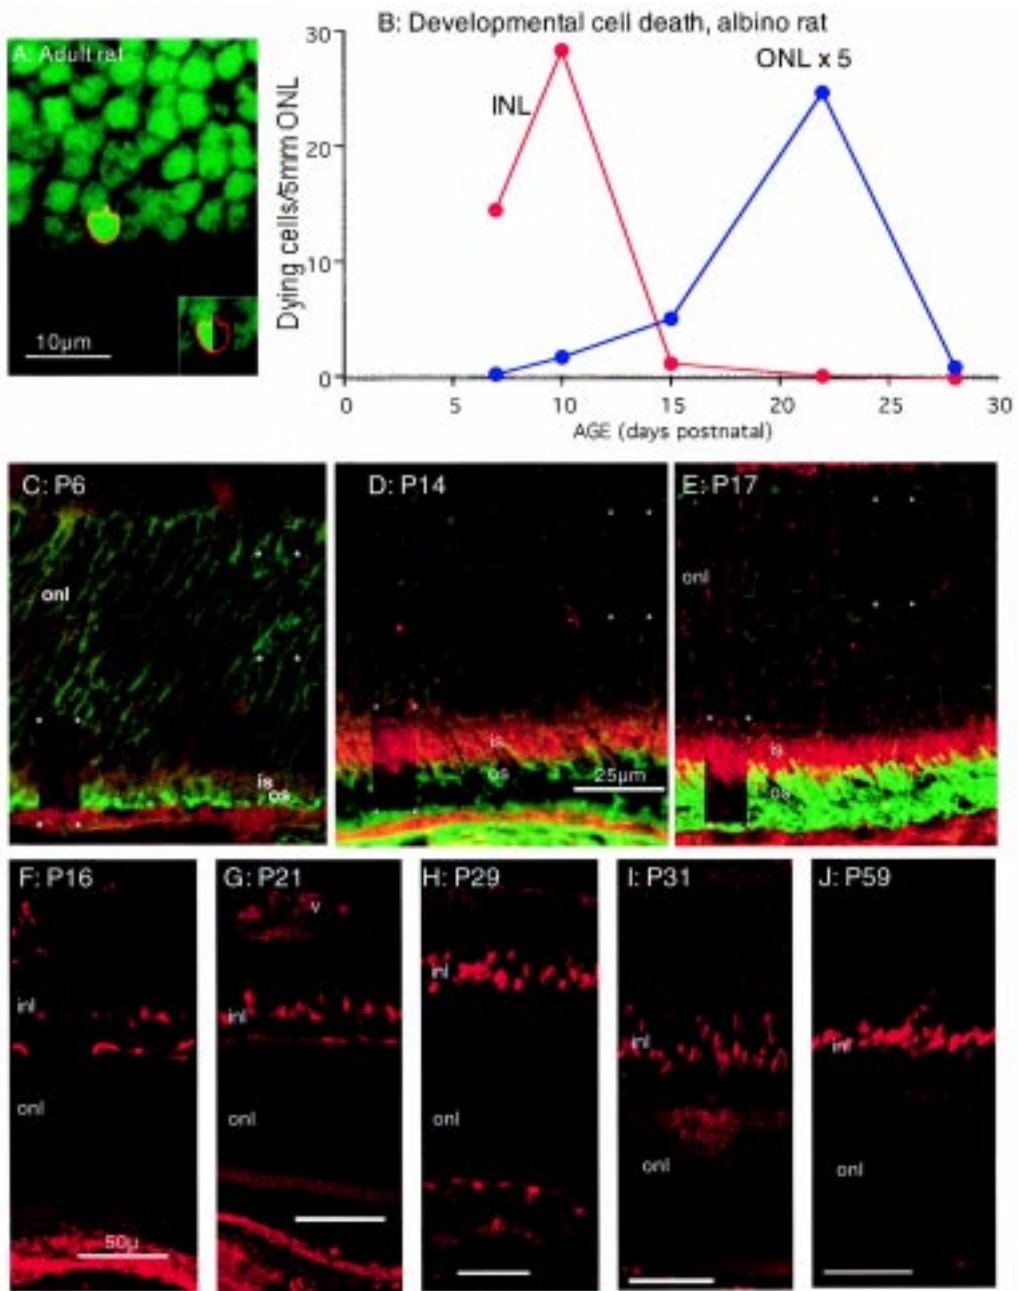 A: Adult rat
10µm
B: Developmental cell death, albino rat
Dying cells/5mm ONL
30
20
10
0
INL
ONL x 5
0 5 10 15 20 25 30
AGE (days postnatal)
C: P6
onl
is
os
D: P14
is
os
25µm
E: P17
onl
is
os
F: P16
inl
onl
50µ
G: P21
v
inl
onl
H: P29
inl
onl
I: P31
inl
onl
J: P59
inl
onl